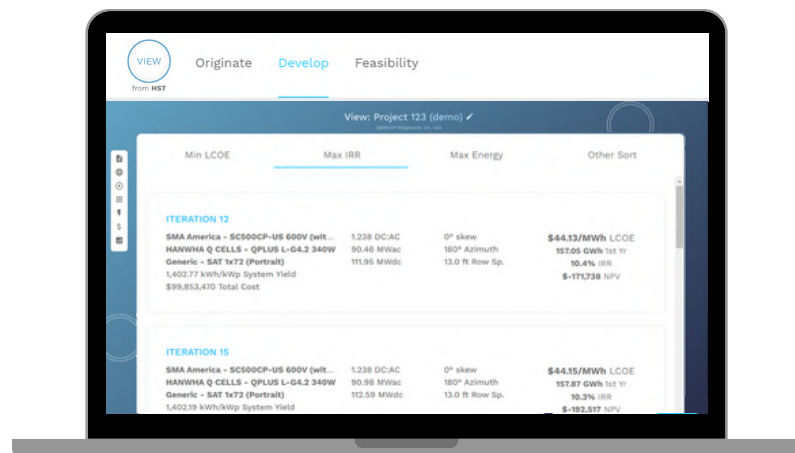 VIEW
from HST
Originate
Develop
Feasibility
View: Project 123 (demo)
Min LCOE
Max IRR
Max Energy
Other Sort
ITERATION 12
SMA America - SC500CP-US 600V (wit...
HANWHA Q CELLS - QPLUS L-G4.2 340W
Generic - SAT 1x72 (Portrait)
1,402.77 kWh/kWp System Yield
$99,853,470 Total Cost
1.238 DC:AC
90.46 MWac
111.95 MWdc
0° skew
180° Azimuth
13.0 ft Row Sp.
$44.13/MWh LCOE
157.05 GWh 1st Yr
10.4% IRR
$-171,738 NPV
ITERATION 15
SMA America - SC500CP-US 600V (wit...
HANWHA Q CELLS - QPLUS L-G4.2 340W
Generic - SAT 1x72 (Portrait)
1,402.19 kWh/kWp System Yield
1.238 DC:AC
90.98 MWac
112.59 MWdc
0° skew
180° Azimuth
13.0 ft Row Sp.
$44.15/MWh LCOE
157.87 GWh 1st Yr
10.3% IRR
$-192,517 NPV